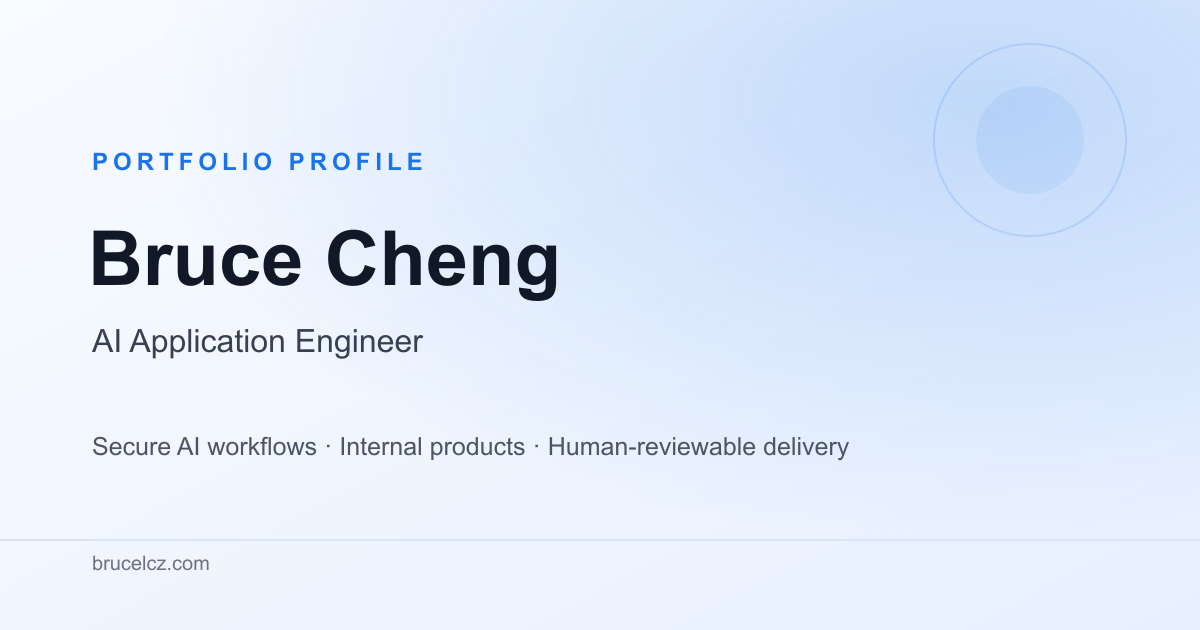 PORTFOLIO PROFILE
Bruce Cheng
AI Application Engineer
Secure AI workflows · Internal products · Human-reviewable delivery
brucelcz.com